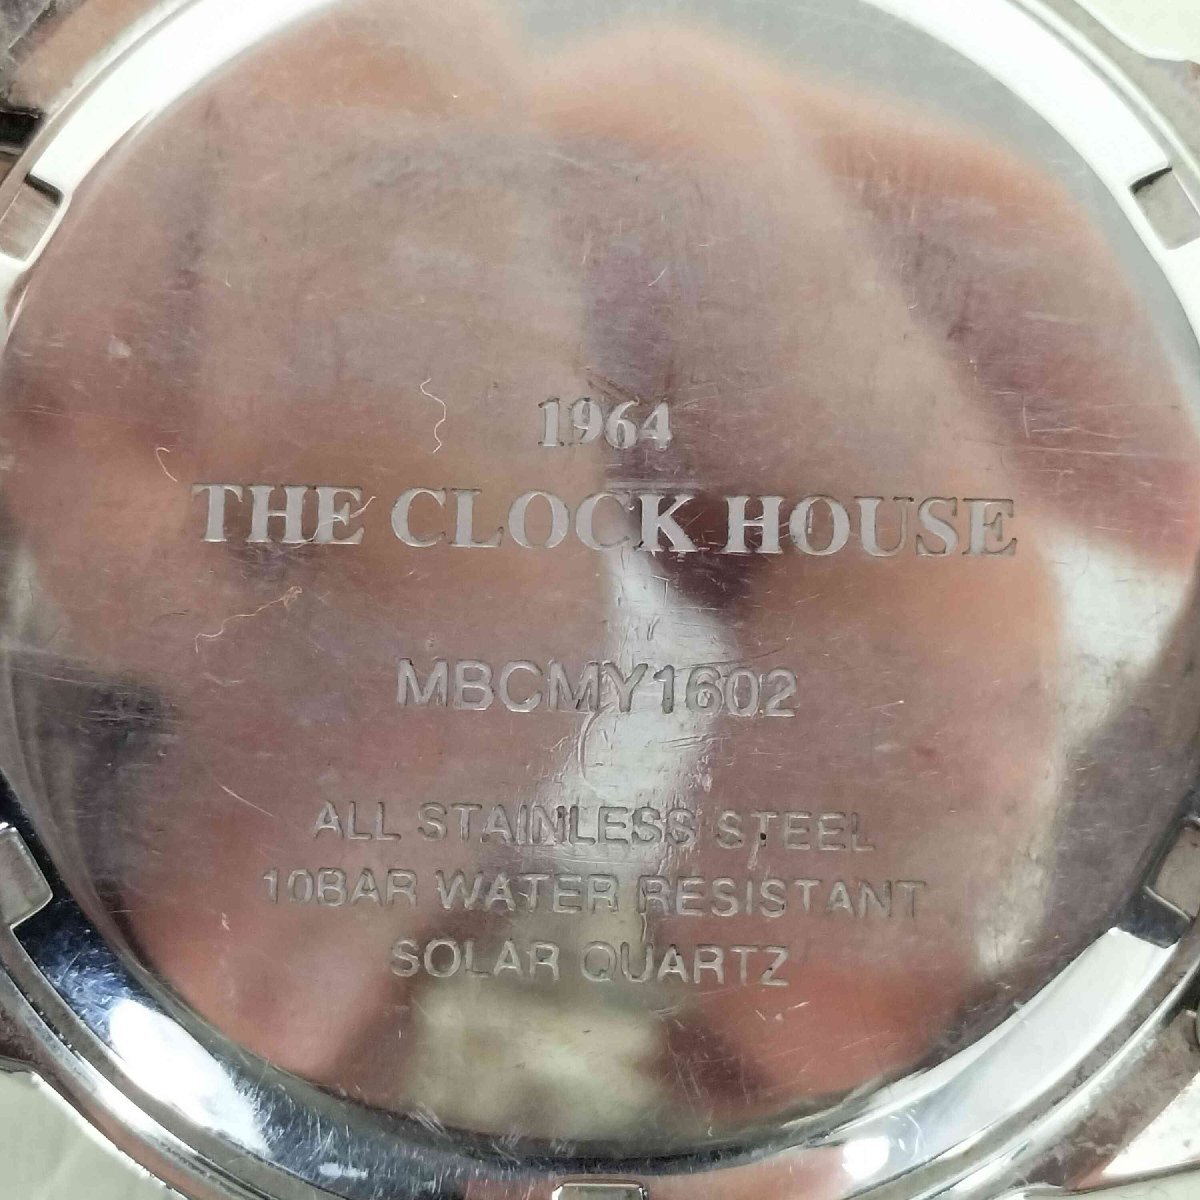 1964
THE CLOCK HOUSE
MBCMY1602
ALL STAINLESS STEEL
10BAR WATER RESISTANT
SOLAR QUARTZ